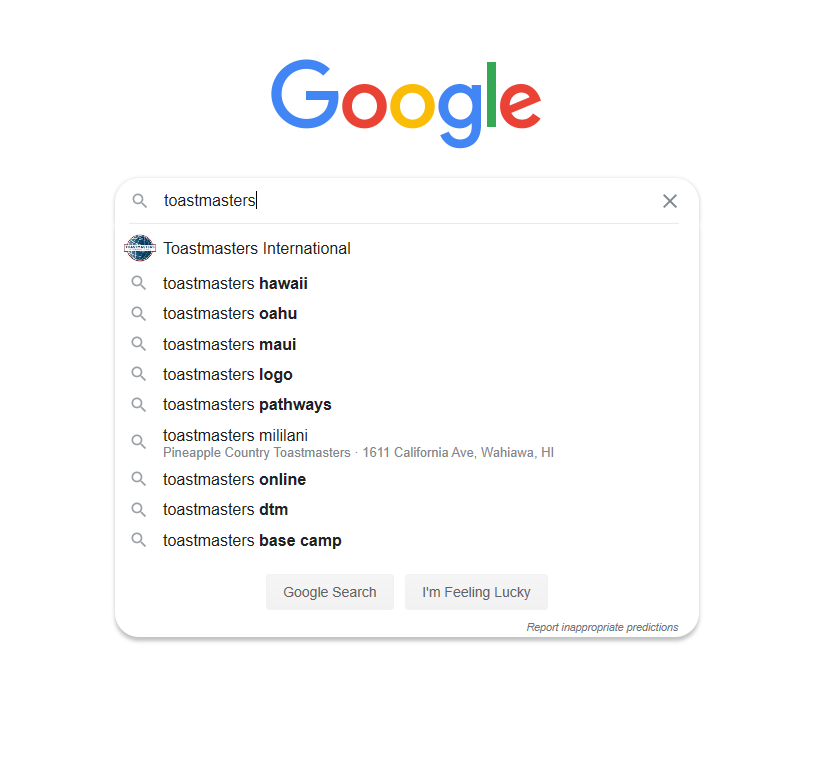 Google
toastmasters
Toastmasters International
toastmasters hawaii
toastmasters oahu
toastmasters maui
toastmasters logo
toastmasters pathways
toastmasters mililani
Pineapple Country Toastmasters · 1611 California Ave, Wahiawa, HI
toastmasters online
toastmasters dtm
toastmasters base camp
Google Search
I'm Feeling Lucky
Report inappropriate predictions